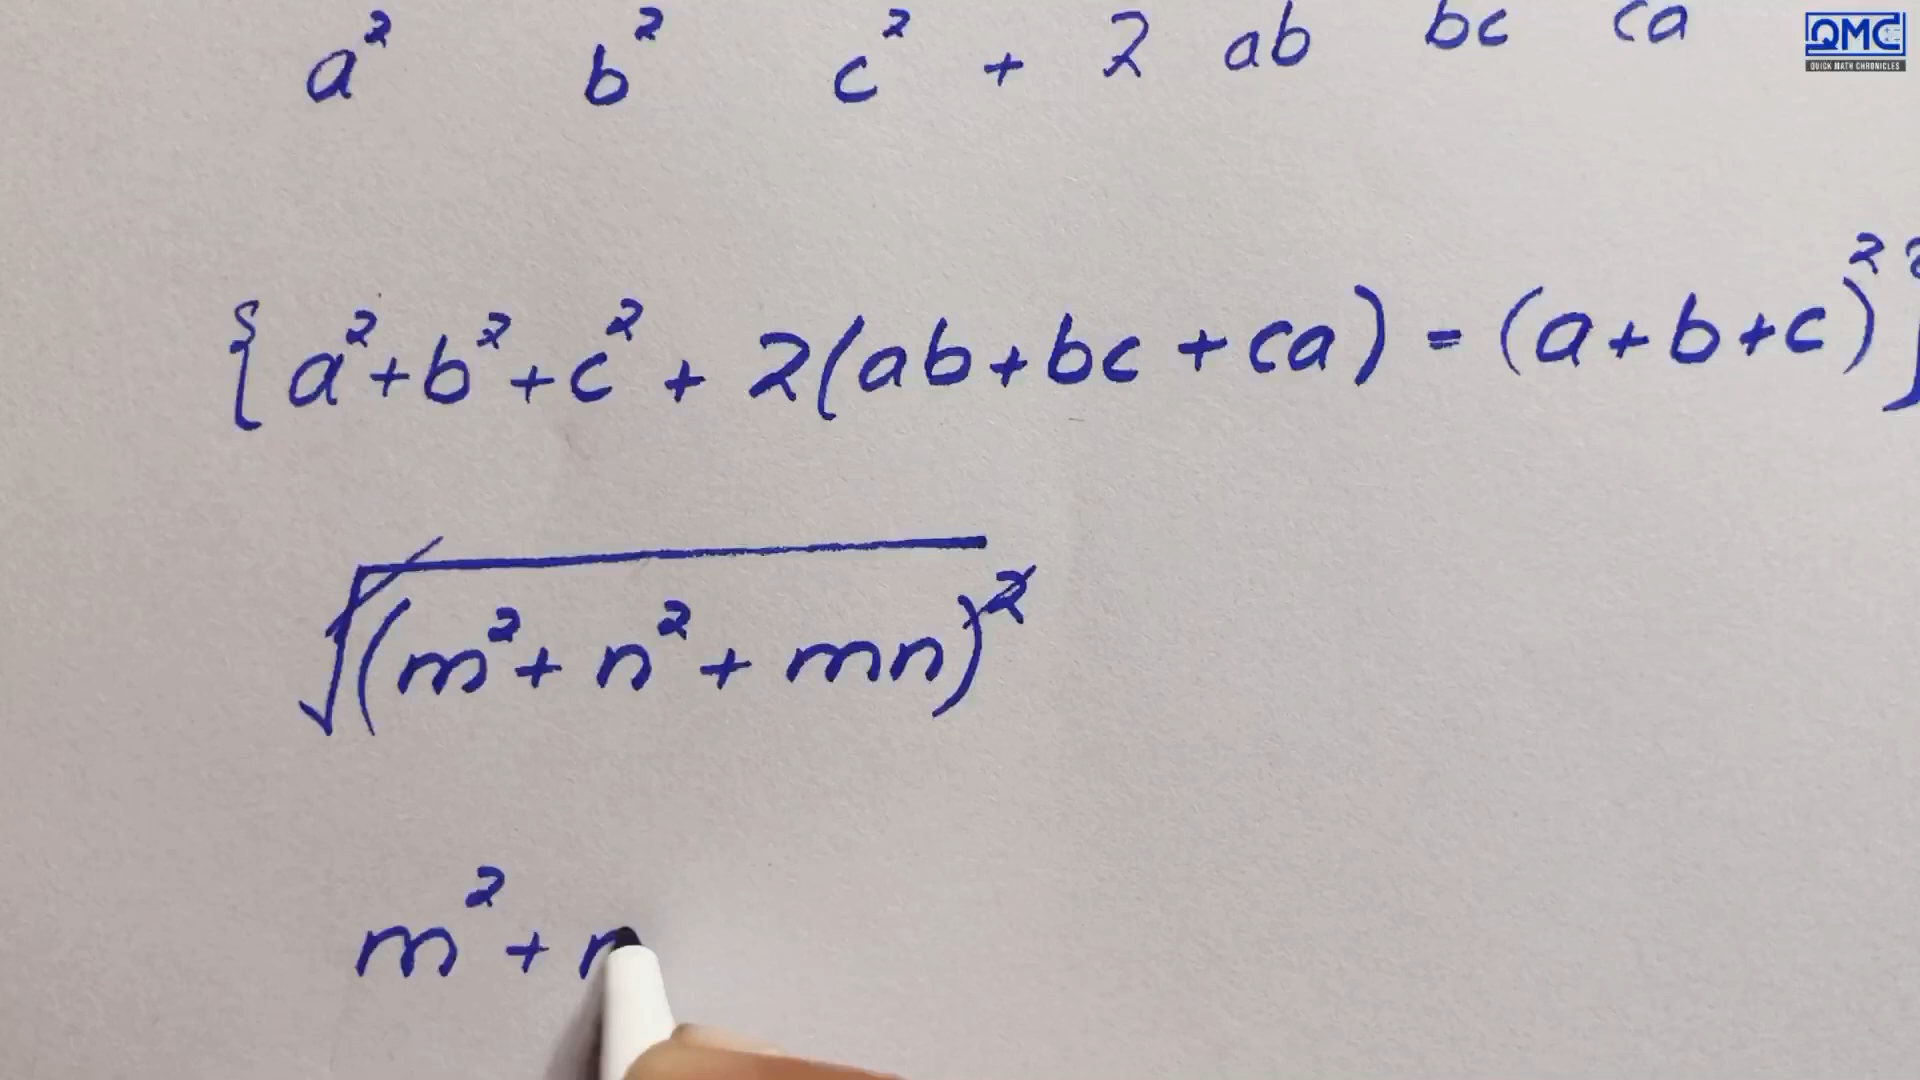 a² b² c² + 2 ab bc ca
QMC
QUICK MATH CHRONICLES
{a²+b²+c² + 2(ab+bc+ca) = (a+b+c)²}
√(m²+n²+mn)²
m²+n